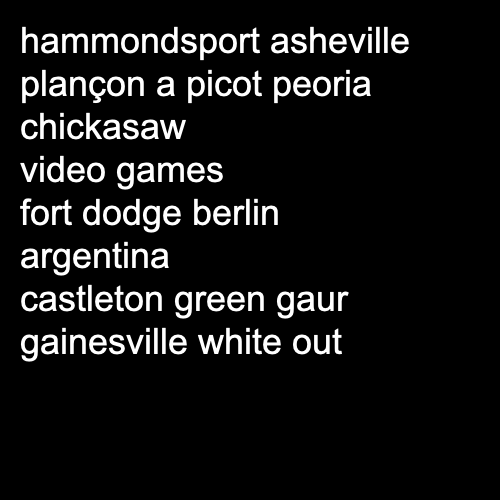 hammondsport asheville
plançon a picot peoria
chickasaw
video games
fort dodge berlin
argentina
castleton green gaur
gainesville white out